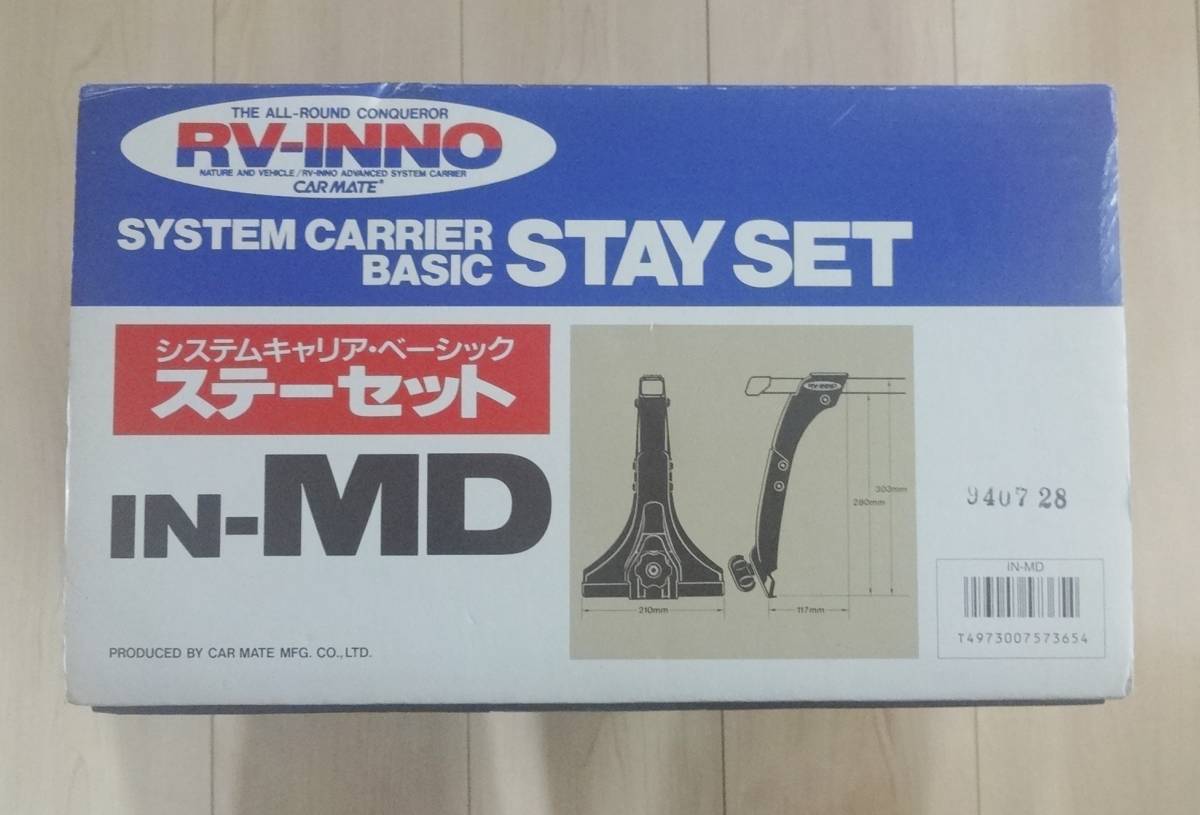 THE ALL-ROUND CONQUEROR
RV-INNO
NATURE AND VEHICLE/RV-INNO ADVANCED SYSTEM CARRIER
CAR MATE®
SYSTEM CARRIER
BASIC
STAY SET
システムキャリア・ベーシック
ステーセット
IN-MD
RV-INNO
303mm
280mm
210mm
117mm
940728
IN-MD
T4973007573654
PRODUCED BY CAR MATE MFG. CO.,LTD.